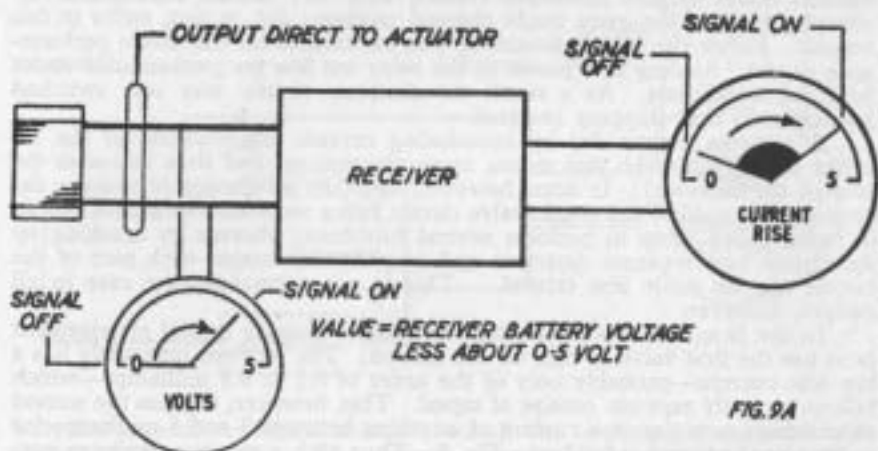 SIGNAL ON
OUTPUT DIRECT TO ACTUATOR
SIGNAL
OFF
RECEIVER
0 5
CURRENT
RISE
SIGNAL ON
SIGNAL
OFF
0 5
VOLTS
VALUE = RECEIVER BATTERY VOLTAGE
LESS ABOUT 0·5 VOLT
FIG. 9A